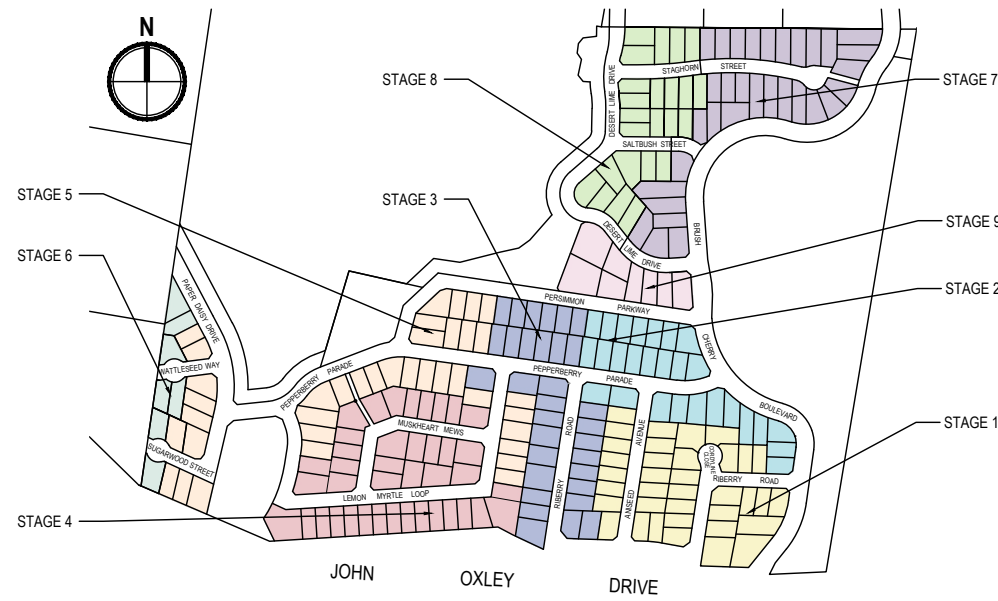 N
STAGE 8
STAGE 7
STAGE 5
STAGE 3
STAGE 9
STAGE 6
STAGE 2
STAGE 1
STAGE 4
STAGHORN STREET
DESERT LIME DRIVE
SALTBUSH STREET
DESERT LIME DRIVE
BRUSH
CHERRY
BOULEVARD
PERSIMMON PARKWAY
PAPER DAISY DRIVE
WATTLESEED WAY
SUGARWOOD STREET
PEPPERBERRY PARADE
PEPPERBERRY PARADE
MUSKHEART MEWS
LEMON MYRTLE LOOP
RIBERRY ROAD
ANISEED AVENUE
CORDYLINE CLOSE
RIBERRY ROAD
JOHN OXLEY DRIVE